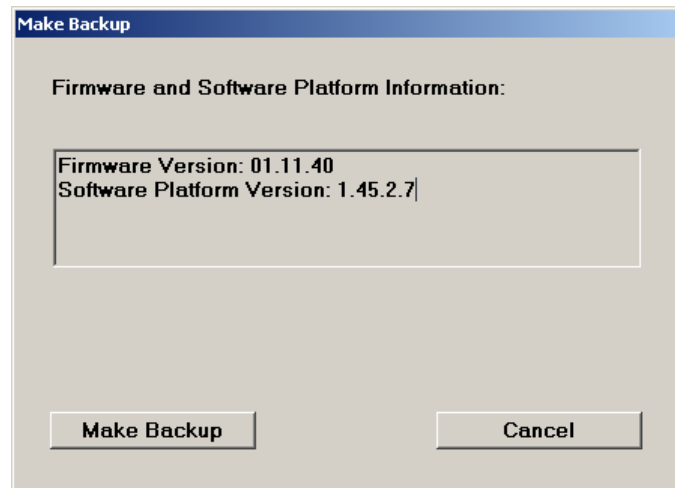 Make Backup
Firmware and Software Platform Information:
Firmware Version: 01.11.40
Software Platform Version: 1.45.2.7
Make Backup
Cancel